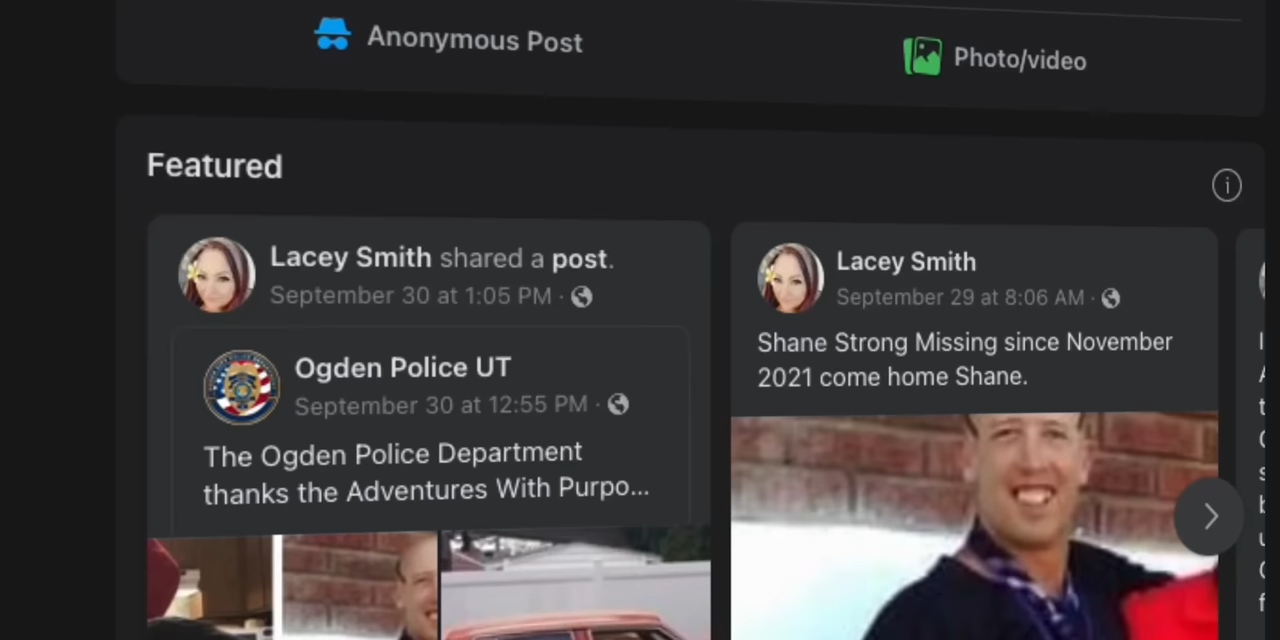 Anonymous Post
Photo/video
Featured
Lacey Smith shared a post.
September 30 at 1:05 PM ·
Ogden Police UT
September 30 at 12:55 PM ·
The Ogden Police Department
thanks the Adventures With Purpo...
Lacey Smith
September 29 at 8:06 AM ·
Shane Strong Missing since November
2021 come home Shane.